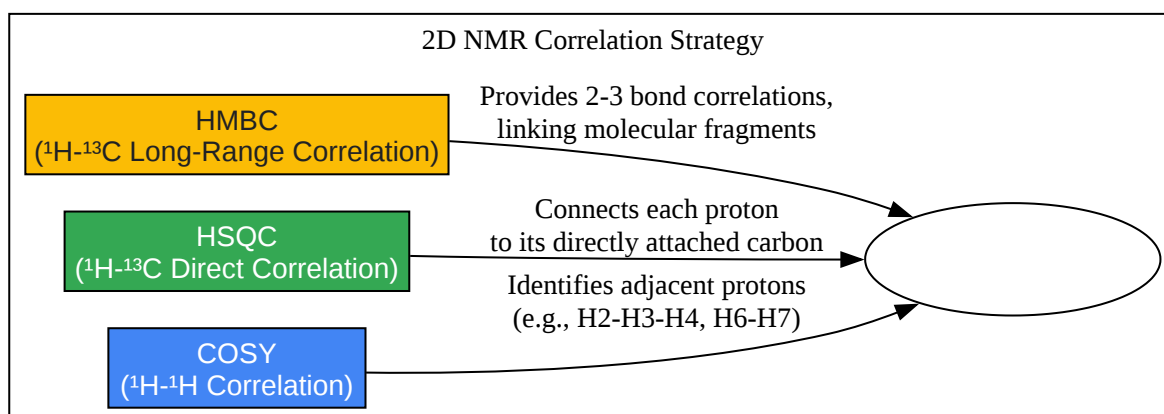 2D NMR Correlation Strategy
HMBC
(¹H-¹³C Long-Range Correlation)
Provides 2-3 bond correlations,
linking molecular fragments
HSQC
(¹H-¹³C Direct Correlation)
Connects each proton
to its directly attached carbon
Identifies adjacent protons
(e.g., H2-H3-H4, H6-H7)
COSY
(¹H-¹H Correlation)